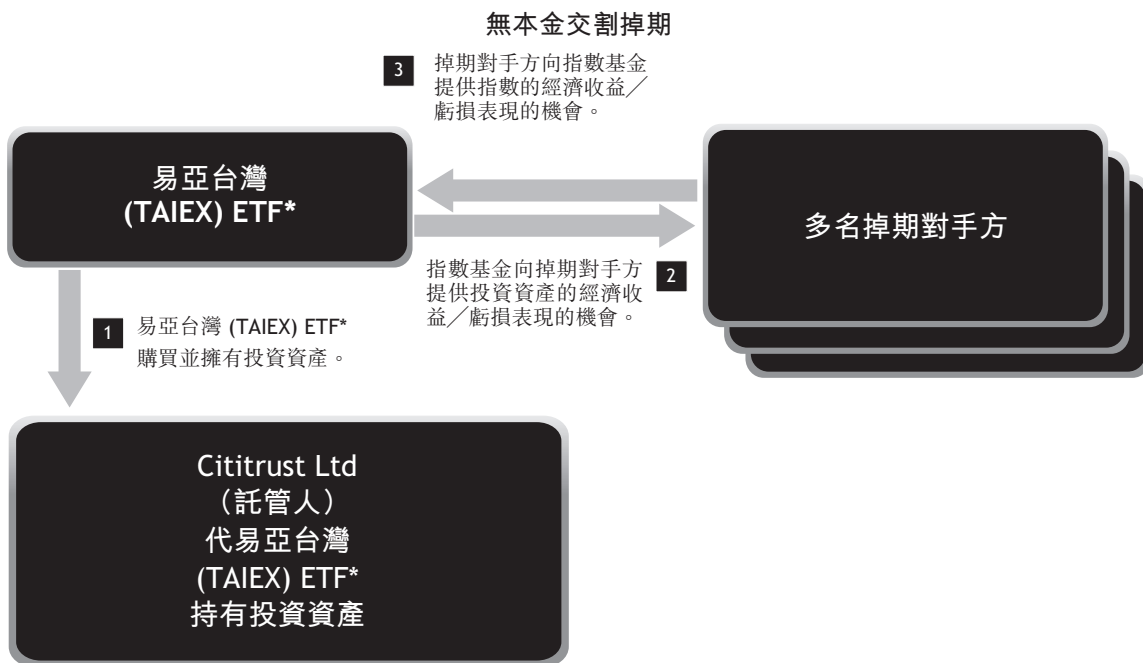 無本金交割掉期
3
掉期對手方向指數基金
提供指數的經濟收益／
虧損表現的機會。
易亞台灣
(TAIEX) ETF*
多名掉期對手方
指數基金向掉期對手方
提供投資資產的經濟收
益／虧損表現的機會。
2
1
易亞台灣 (TAIEX) ETF*
購買並擁有投資資產。
Cititrust Ltd
（託管人）
代易亞台灣
(TAIEX) ETF*
持有投資資產